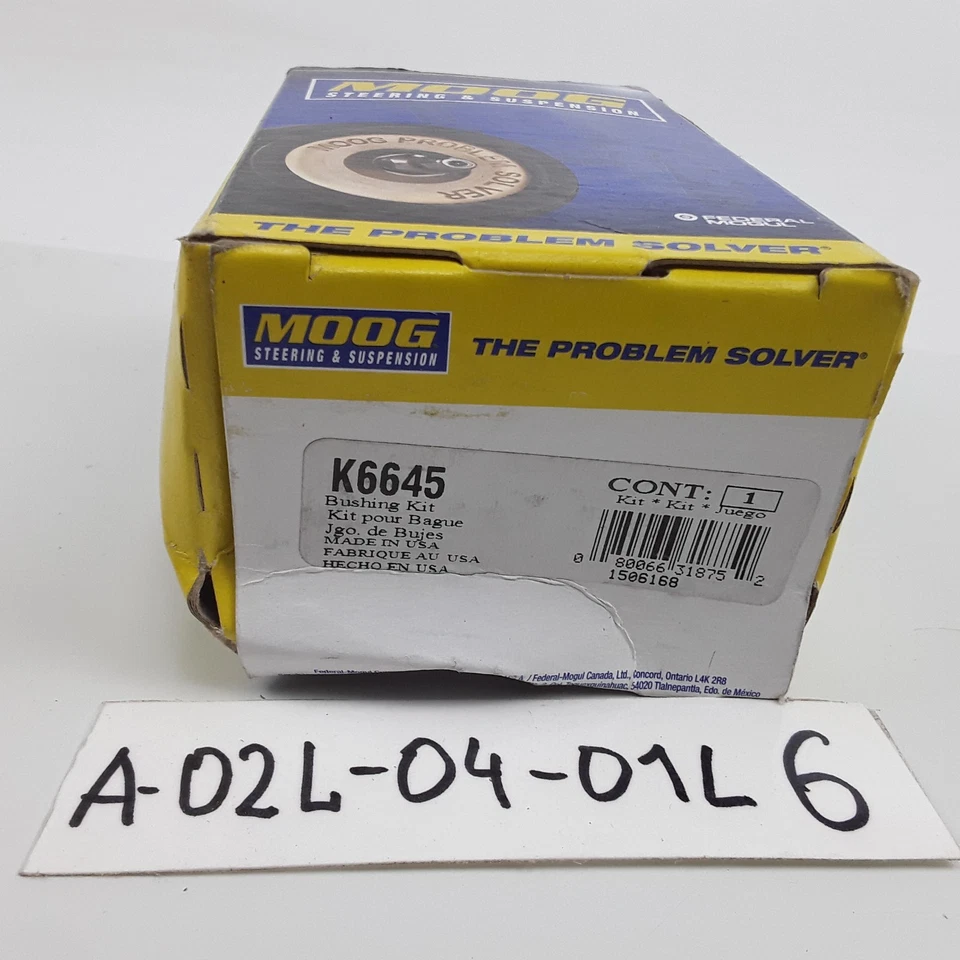 MOOG
STEERING & SUSPENSION
MOOG PROBLEM SOLVER
FEDERAL
MOGUL
THE PROBLEM SOLVER®
MOOG
STEERING & SUSPENSION
THE PROBLEM SOLVER®
K6645
Bushing Kit
Kit pour Bague
Jgo. de Bujes
MADE IN USA
FABRIQUE AU USA
HECHO EN USA
CONT: 1
Kit * Kit * Juego
0 80066 31875 2
1506168
/ Federal-Mogul Canada, Ltd., Concord, Ontario L4K 2R8
54020 Tlalnepantla, Edo. de México
A-02L-04-01L 6